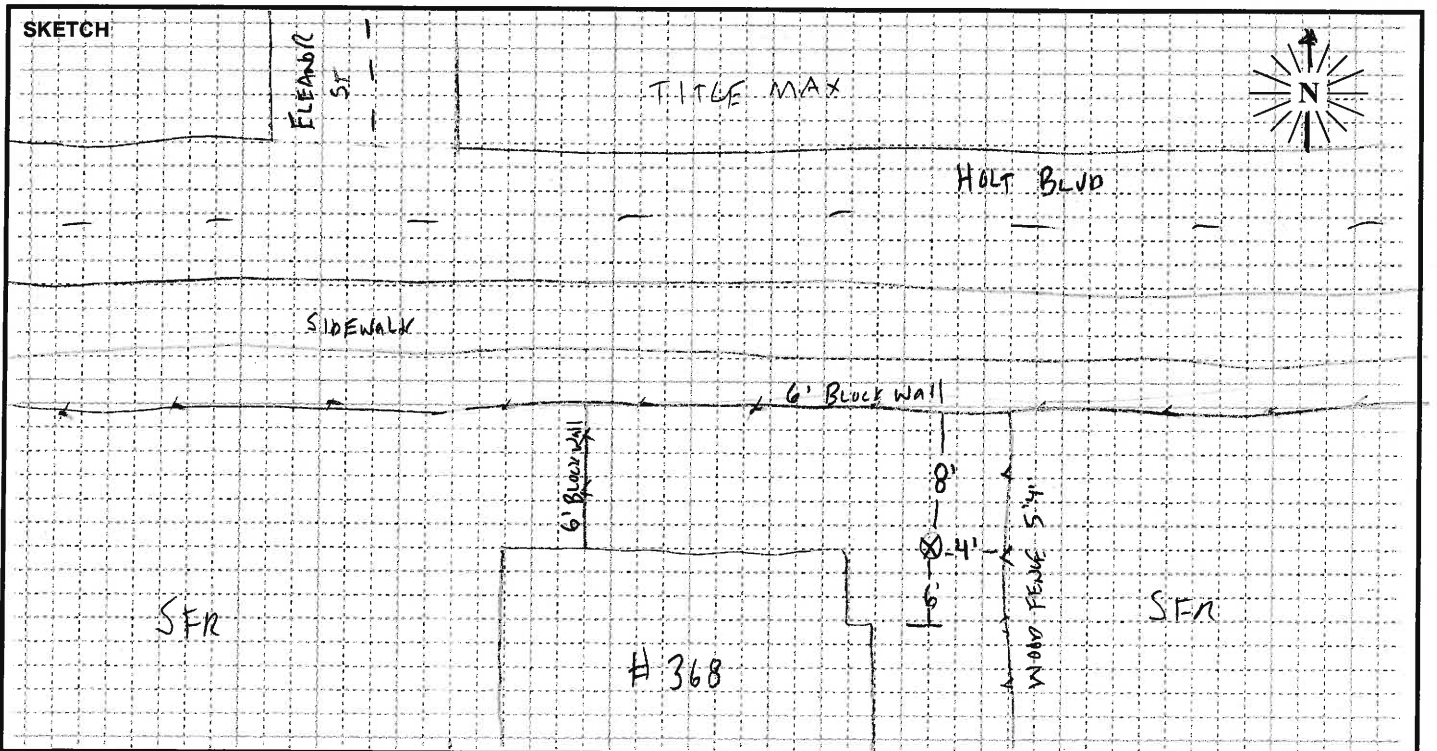 SKETCH
ELEANOR
ST
TITLE MAX
N
HOLT BLVD
SIDEWALK
6' BLOCK WALL
6' BLOCK WALL
8'
4'
6'
WOOD FENCE 5'4"
SFR
SFR
# 368